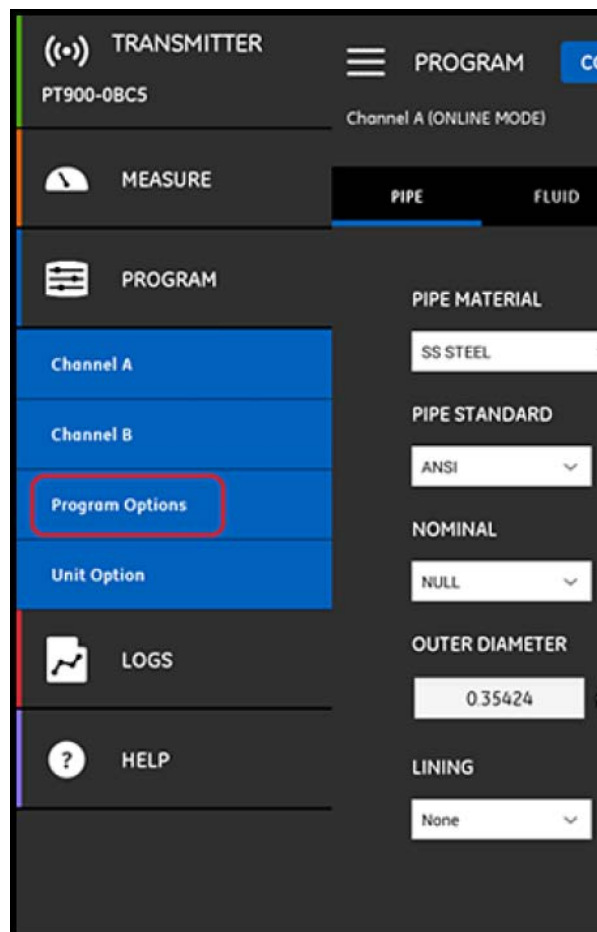 TRANSMITTER
PT900-0BC5
MEASURE
PROGRAM
Channel A
Channel B
Program Options
Unit Option
LOGS
? HELP
PROGRAM
CO
Channel A (ONLINE MODE)
PIPE FLUID
PIPE MATERIAL
SS STEEL
PIPE STANDARD
ANSI
NOMINAL
NULL
OUTER DIAMETER
0.35424
LINING
None